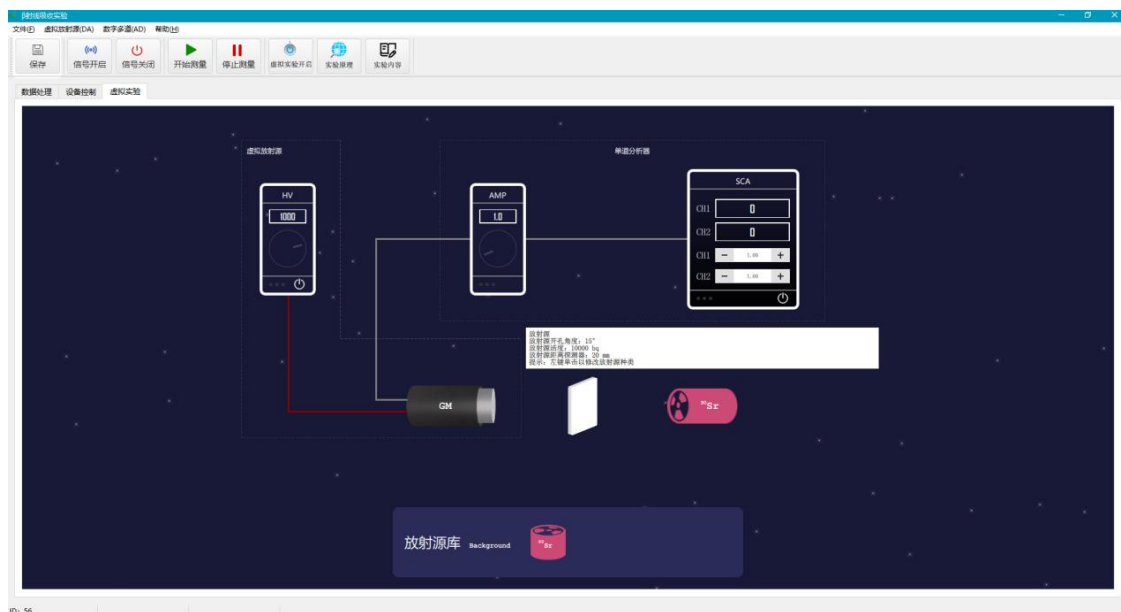 β射线吸收实验
文件(F) 虚拟放射源(DA) 数字多道(AD) 帮助(H)
保存 信号开启 信号关闭 开始测量 停止测量 虚拟实验开启 实验原理 实验内容
数据处理 设备控制 虚拟实验
虚拟放射源
单道分析器
HV
1000
AMP
1.0
SCA
CH1 0
CH2 0
CH1 - 1.00 +
CH2 - 1.00 +
放射源
放射源开孔角度: 15°
放射源活度: 10000 bq
放射源距离探测器: 20 mm
提示: 左键单击以修改放射源种类
GM
⁹⁰Sr
放射源库 Background
⁹⁰Sr
ID: 56